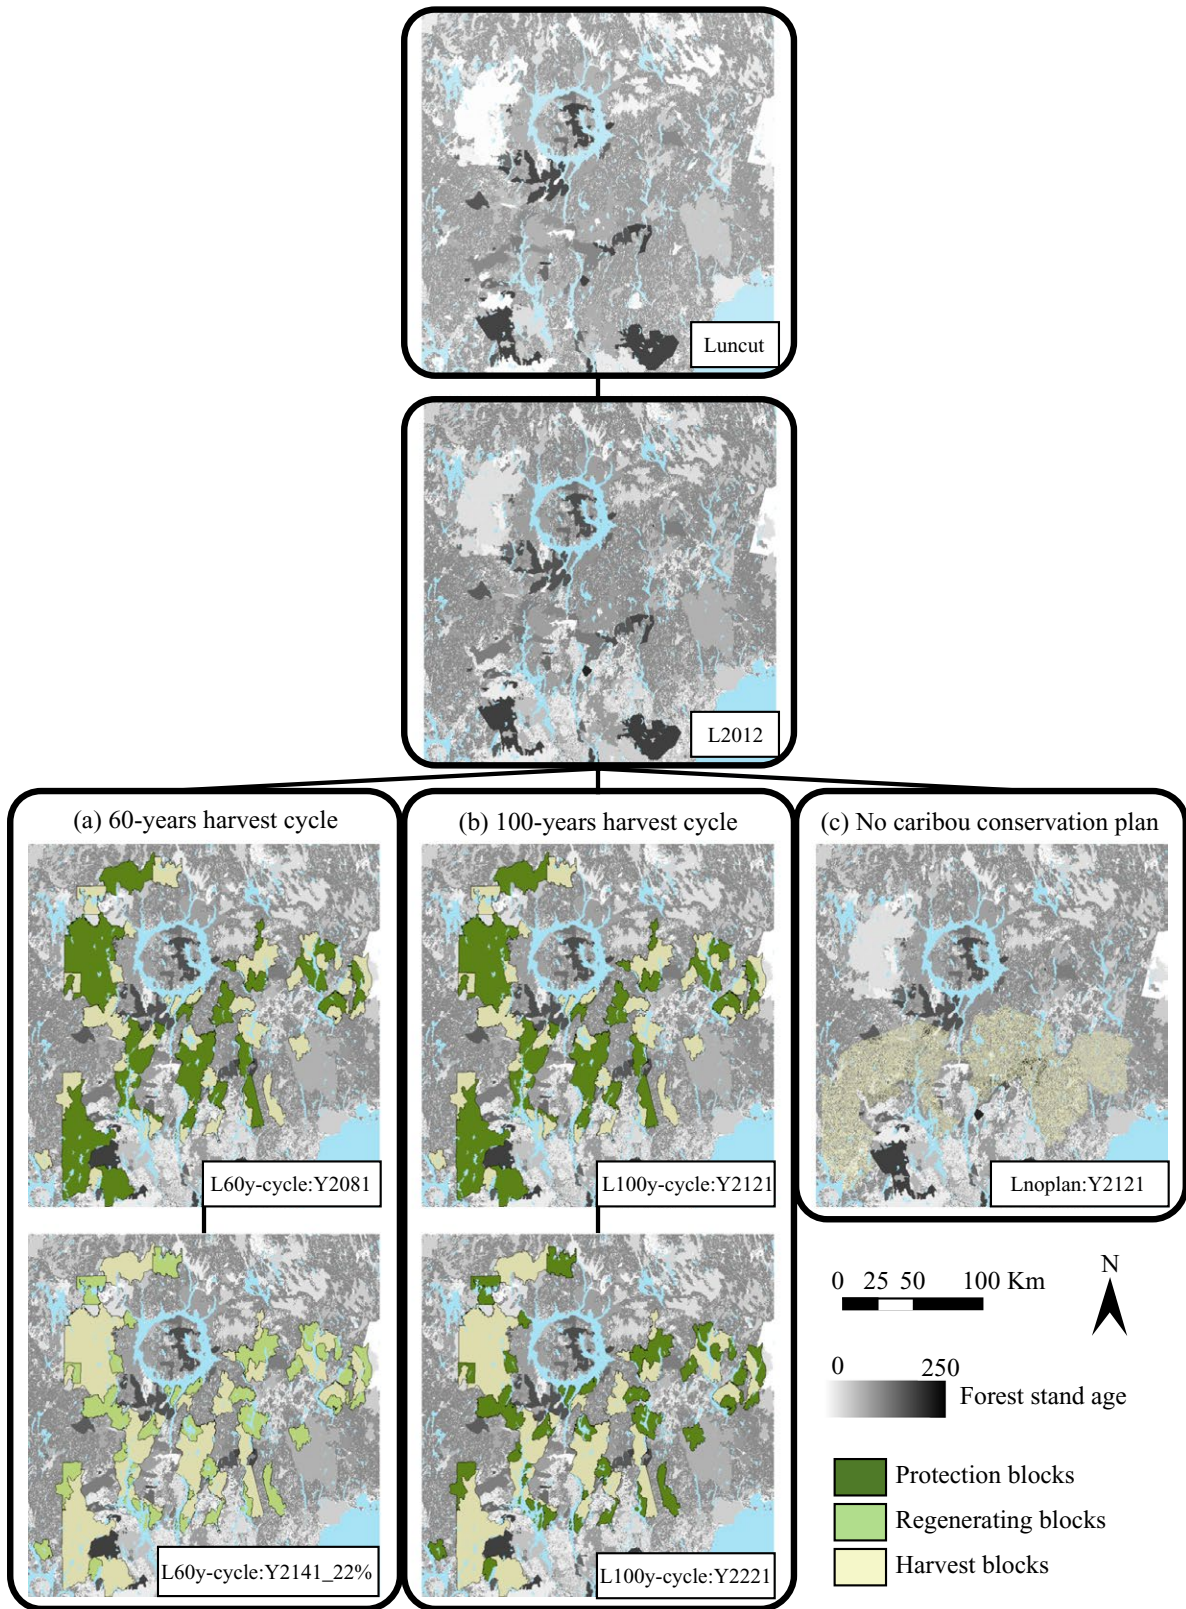 Luncut
L2012
(a) 60-years harvest cycle
(b) 100-years harvest cycle
(c) No caribou conservation plan
L60y-cycle:Y2081
L100y-cycle:Y2121
Lnoplan:Y2121
L60y-cycle:Y2141_22%
L100y-cycle:Y2221
0 25 50 100 Km
N
0 250
Forest stand age
Protection blocks
Regenerating blocks
Harvest blocks